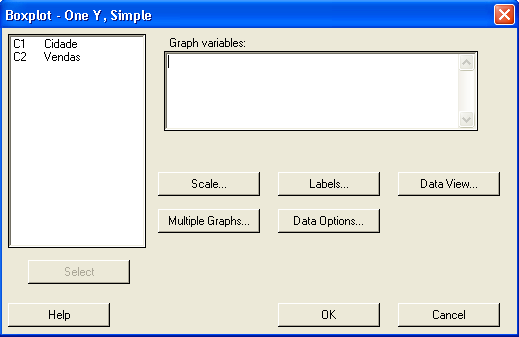 Boxplot - One Y, Simple
C1 Cidade
C2 Vendas
Graph variables:
Scale...
Labels...
Data View...
Multiple Graphs...
Data Options...
Select
Help
OK
Cancel